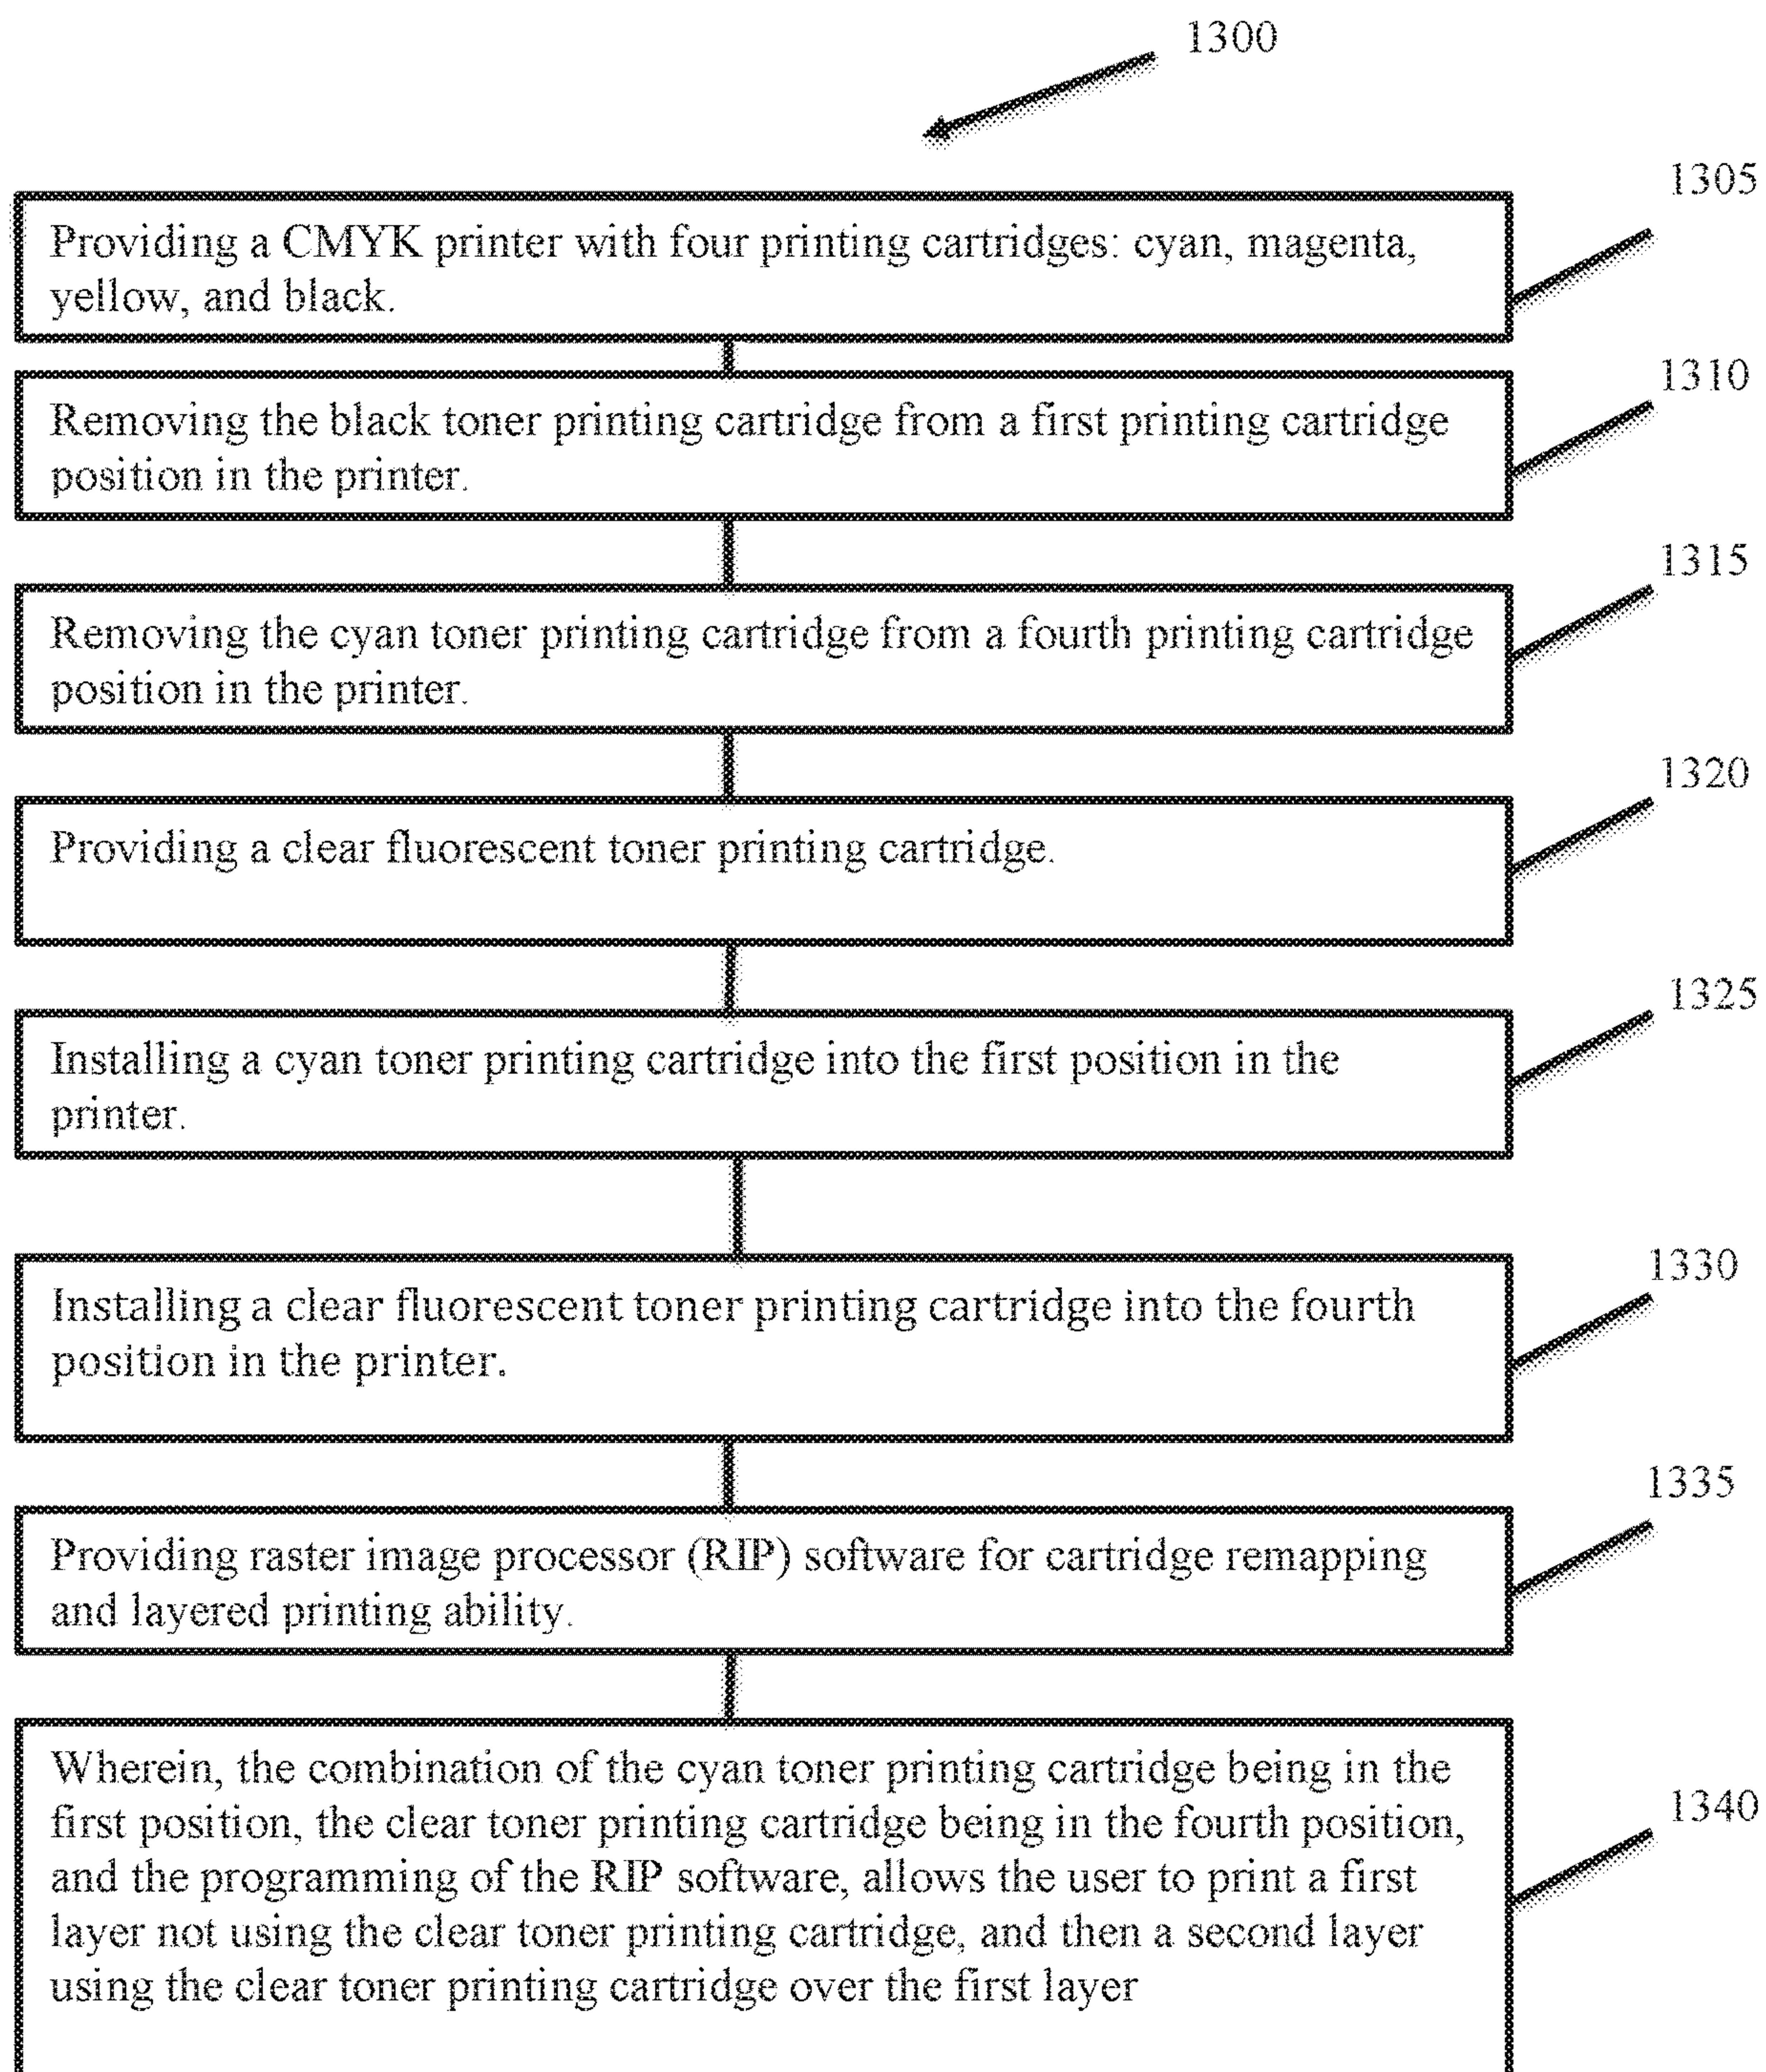 1300
1305
Providing a CMYK printer with four printing cartridges: cyan, magenta,
yellow, and black.
1310
Removing the black toner printing cartridge from a first printing cartridge
position in the printer.
1315
Removing the cyan toner printing cartridge from a fourth printing cartridge
position in the printer.
1320
Providing a clear fluorescent toner printing cartridge.
1325
Installing a cyan toner printing cartridge into the first position in the
printer.
1330
Installing a clear fluorescent toner printing cartridge into the fourth
position in the printer.
1335
Providing raster image processor (RIP) software for cartridge remapping
and layered printing ability.
1340
Wherein, the combination of the cyan toner printing cartridge being in the
first position, the clear toner printing cartridge being in the fourth position,
and the programming of the RIP software, allows the user to print a first
layer not using the clear toner printing cartridge, and then a second layer
using the clear toner printing cartridge over the first layer